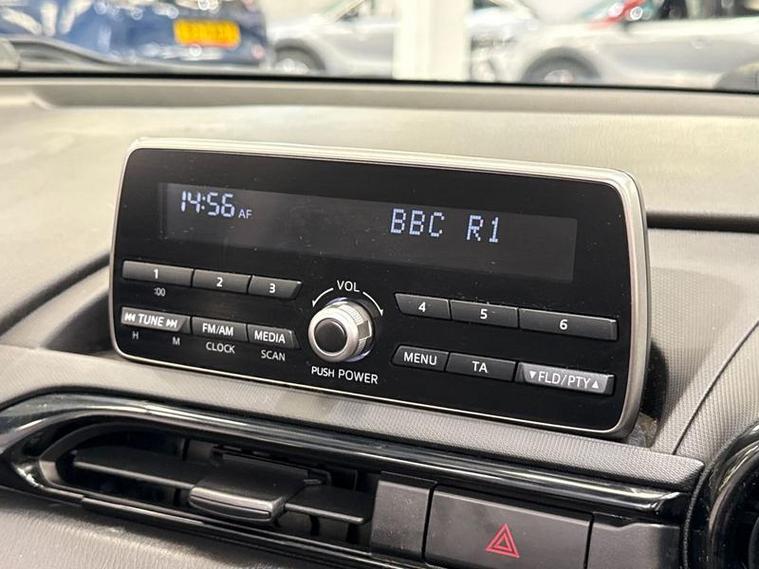 14:56 AF BBC R1
1 2 3 VOL 4 5 6
:00
⏮ TUNE ⏭ FM/AM MEDIA MENU TA ▼FLD/PTY▲
H M CLOCK SCAN
PUSH POWER